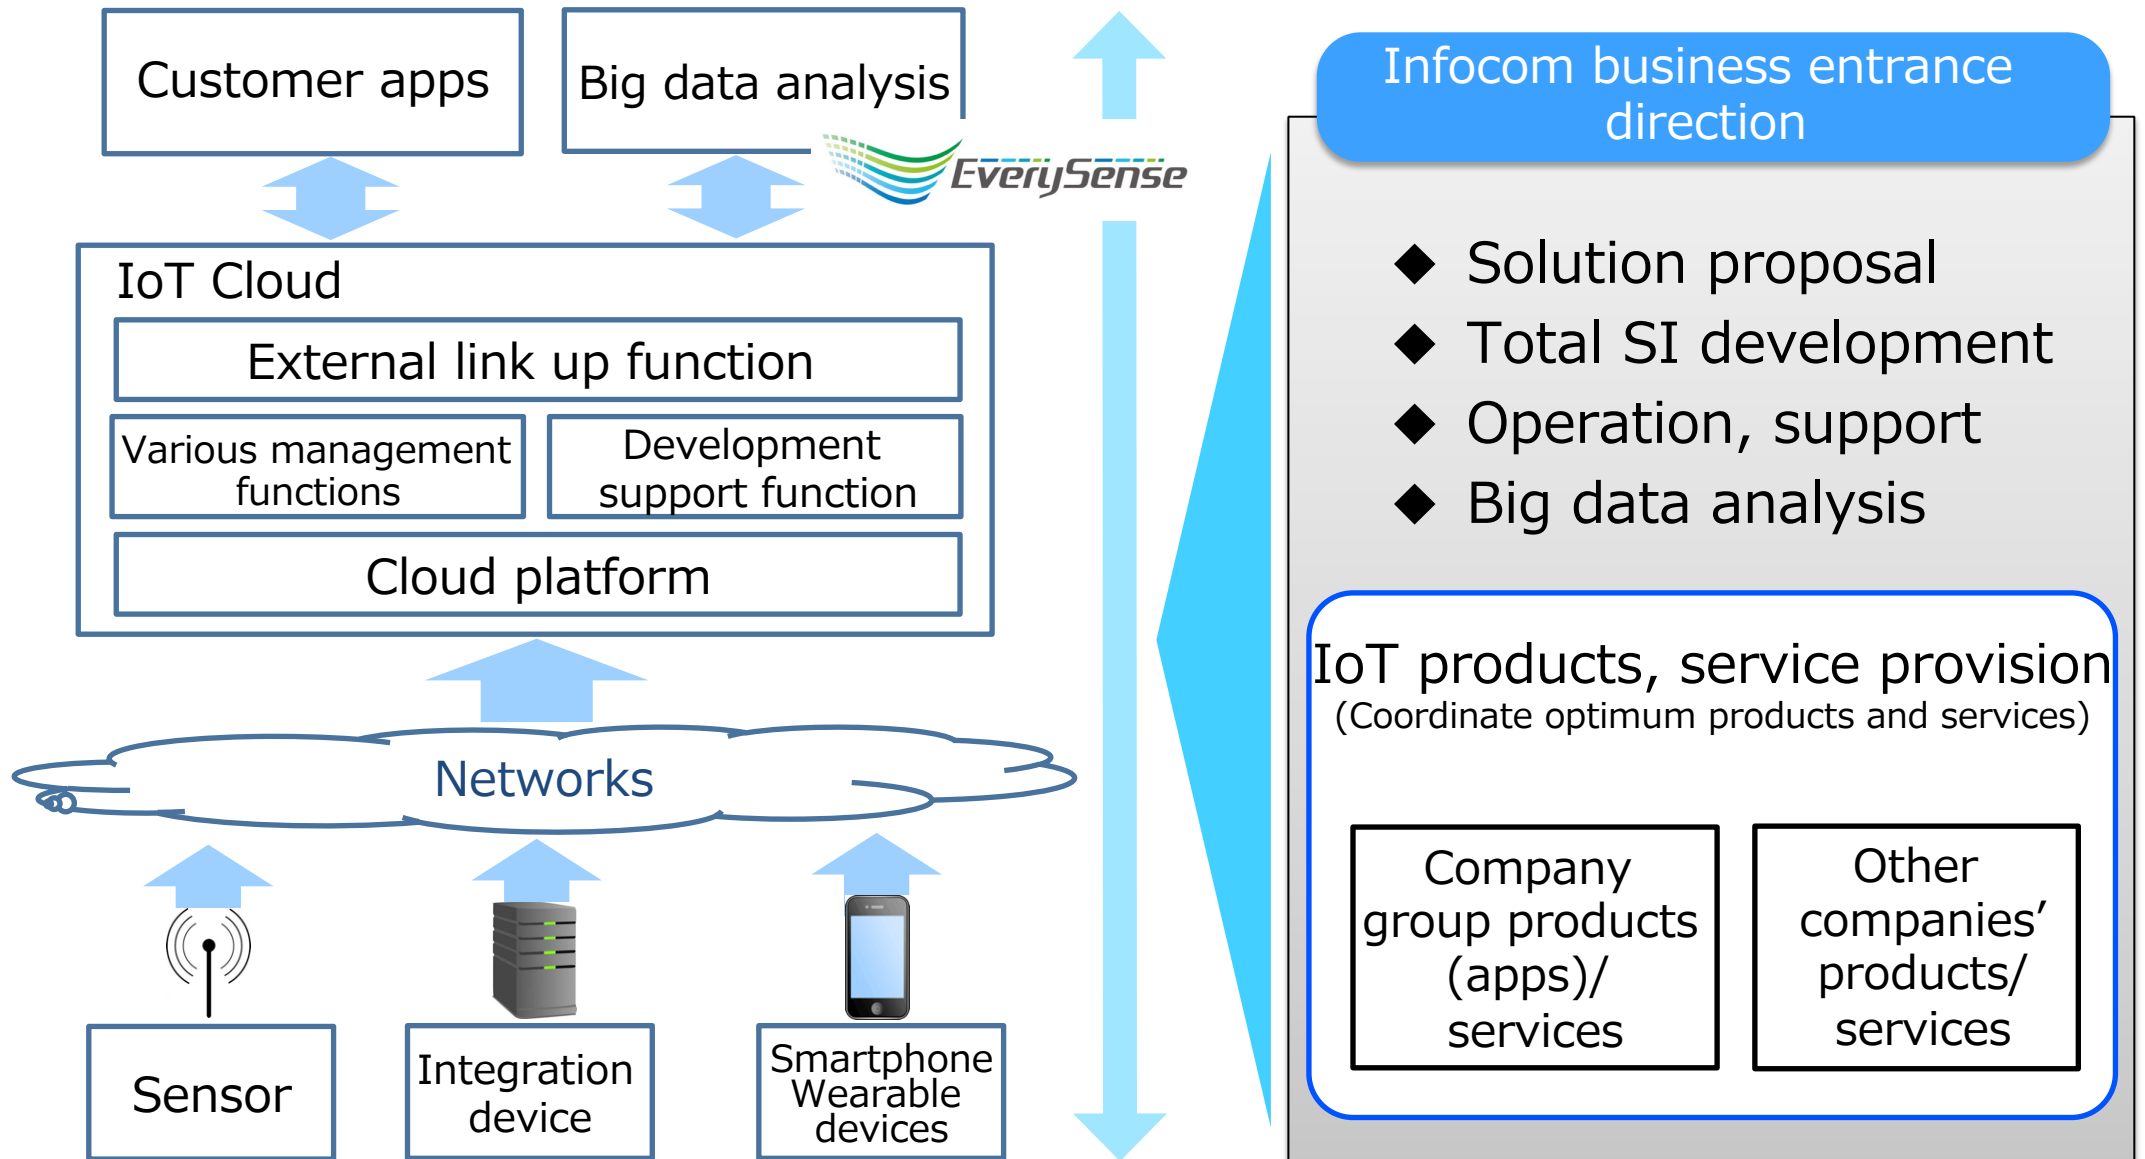 Customer apps
Big data analysis
EverySense
IoT Cloud
External link up function
Various management
functions
Development
support function
Cloud platform
Networks
Sensor
Integration
device
Smartphone
Wearable
devices
Infocom business entrance
direction
◆ Solution proposal
◆ Total SI development
◆ Operation, support
◆ Big data analysis
IoT products, service provision
(Coordinate optimum products and services)
Company
group products
(apps)/
services
Other
companies’
products/
services